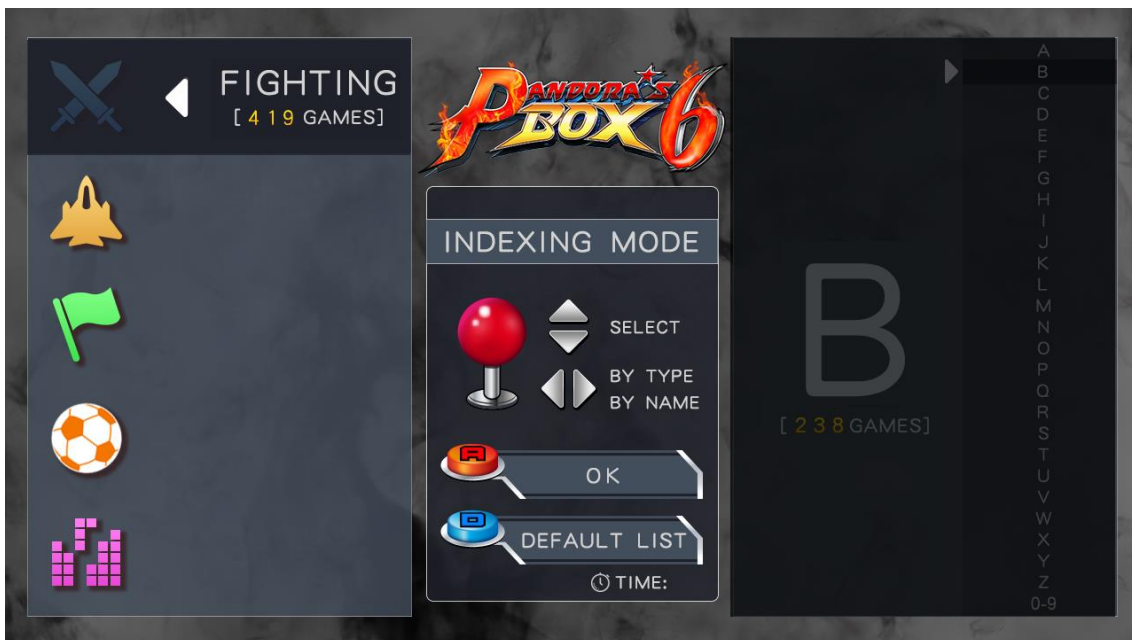 FIGHTING
[419 GAMES]
PANDORA'S
BOX 6
INDEXING MODE
SELECT
BY TYPE
BY NAME
A
OK
D
DEFAULT LIST
TIME:
B
[238 GAMES]
A
B
C
D
E
F
G
H
I
J
K
L
M
N
O
P
Q
R
S
T
U
V
W
X
Y
Z
0-9